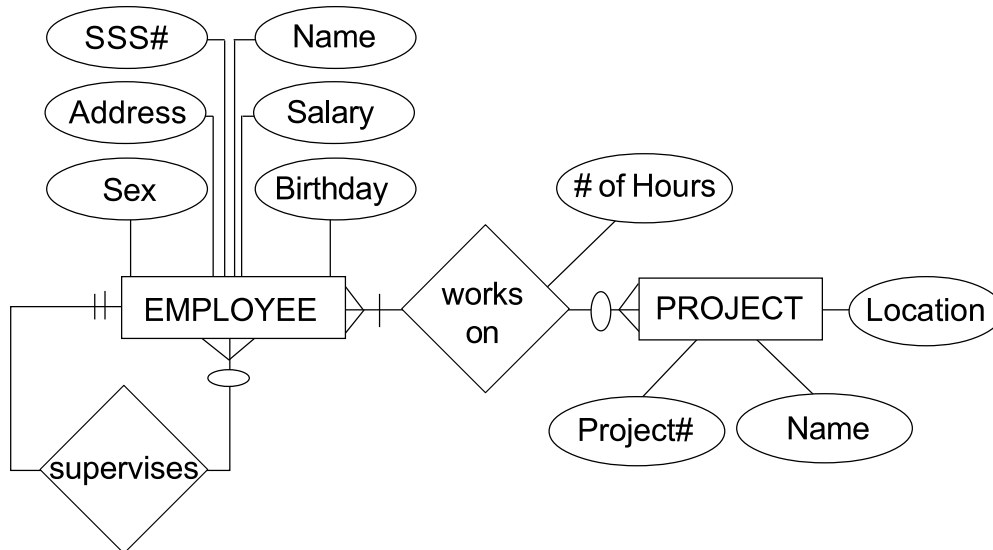 SSS#
Name
Address
Salary
Sex
Birthday
# of Hours
EMPLOYEE
works
on
PROJECT
Location
Project#
Name
supervises